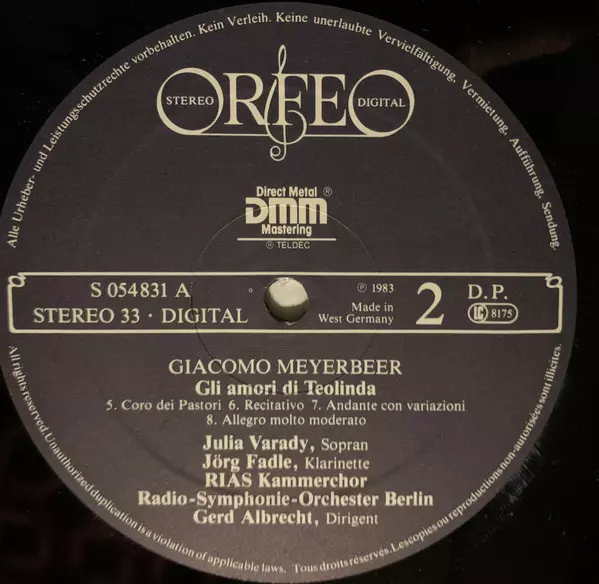 Alle Urheber- und Leistungsschutzrechte vorbehalten. Kein Verleih. Keine unerlaubte Vervielfältigung, Vermietung, Aufführung, Sendung.
ORFEO
STEREO DIGITAL
Direct Metal ®
DMM
Mastering
® TELDEC
S 054831 A
STEREO 33 · DIGITAL
℗ 1983
Made in
West Germany
2
D.P.
LC 8175
GIACOMO MEYERBEER
Gli amori di Teolinda
5. Coro dei Pastori 6. Recitativo 7. Andante con variazioni
8. Allegro molto moderato
Julia Varady, Sopran
Jörg Fadle, Klarinette
RIAS Kammerchor
Radio-Symphonie-Orchester Berlin
Gerd Albrecht, Dirigent
All rights reserved. Unauthorized duplication is a violation of applicable laws. Tous droits réservés. Les copies ou reproductions non-autorisées sont illicites.